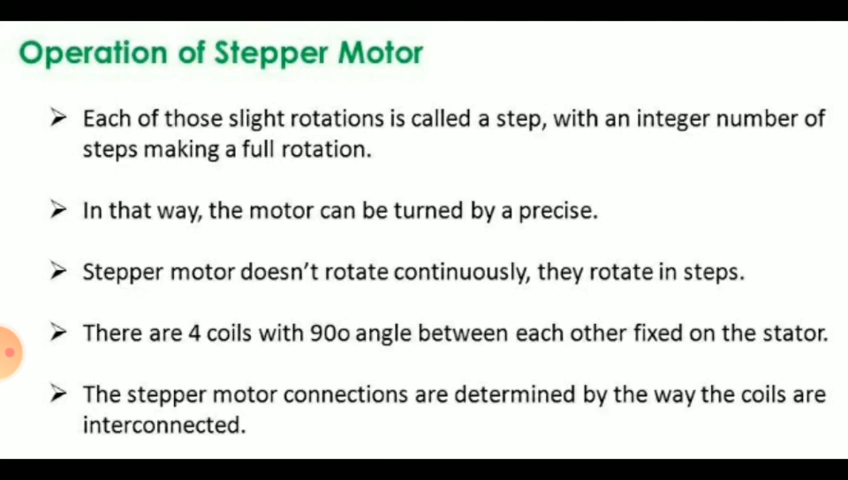 Operation of Stepper Motor
➢ Each of those slight rotations is called a step, with an integer number of
steps making a full rotation.
➢ In that way, the motor can be turned by a precise.
➢ Stepper motor doesn't rotate continuously, they rotate in steps.
➢ There are 4 coils with 90o angle between each other fixed on the stator.
➢ The stepper motor connections are determined by the way the coils are
interconnected.